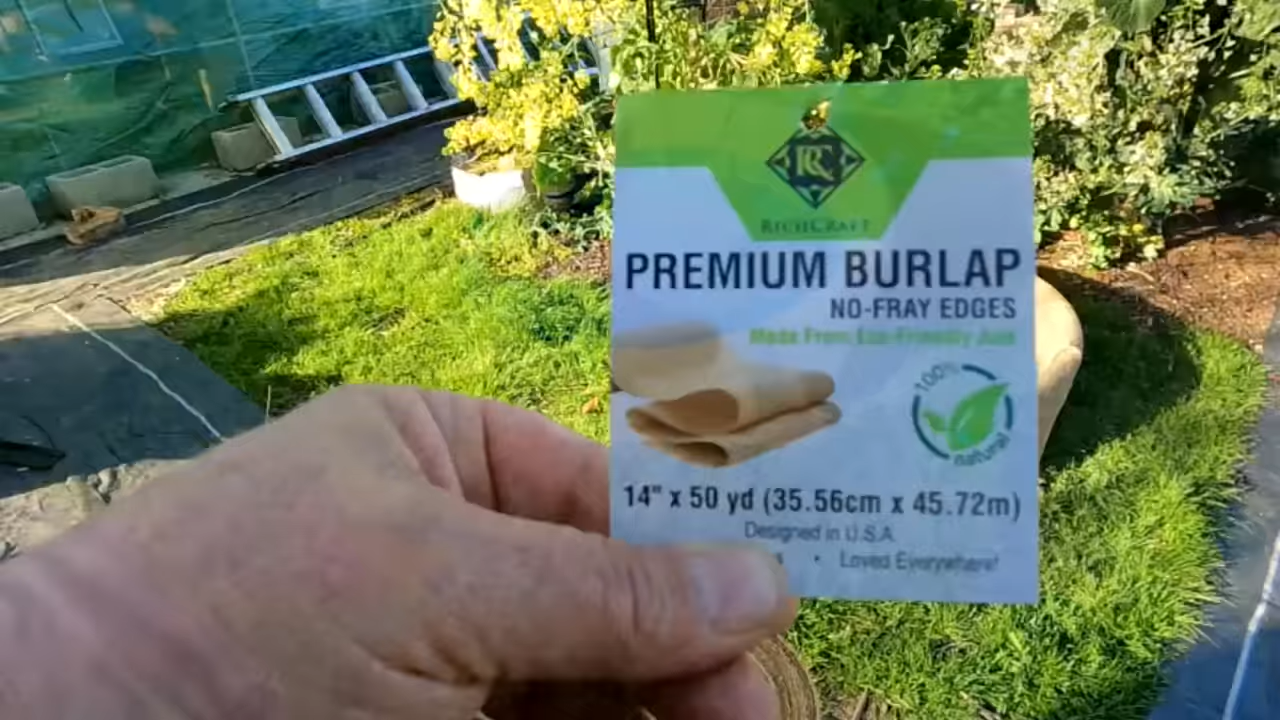 RC
RICHCRAFT
PREMIUM BURLAP
NO-FRAY EDGES
Made From Eco-Friendly Jute
100%
natural
14" x 50 yd (35.56cm x 45.72m)
Designed in U.S.A.
• Loved Everywhere!